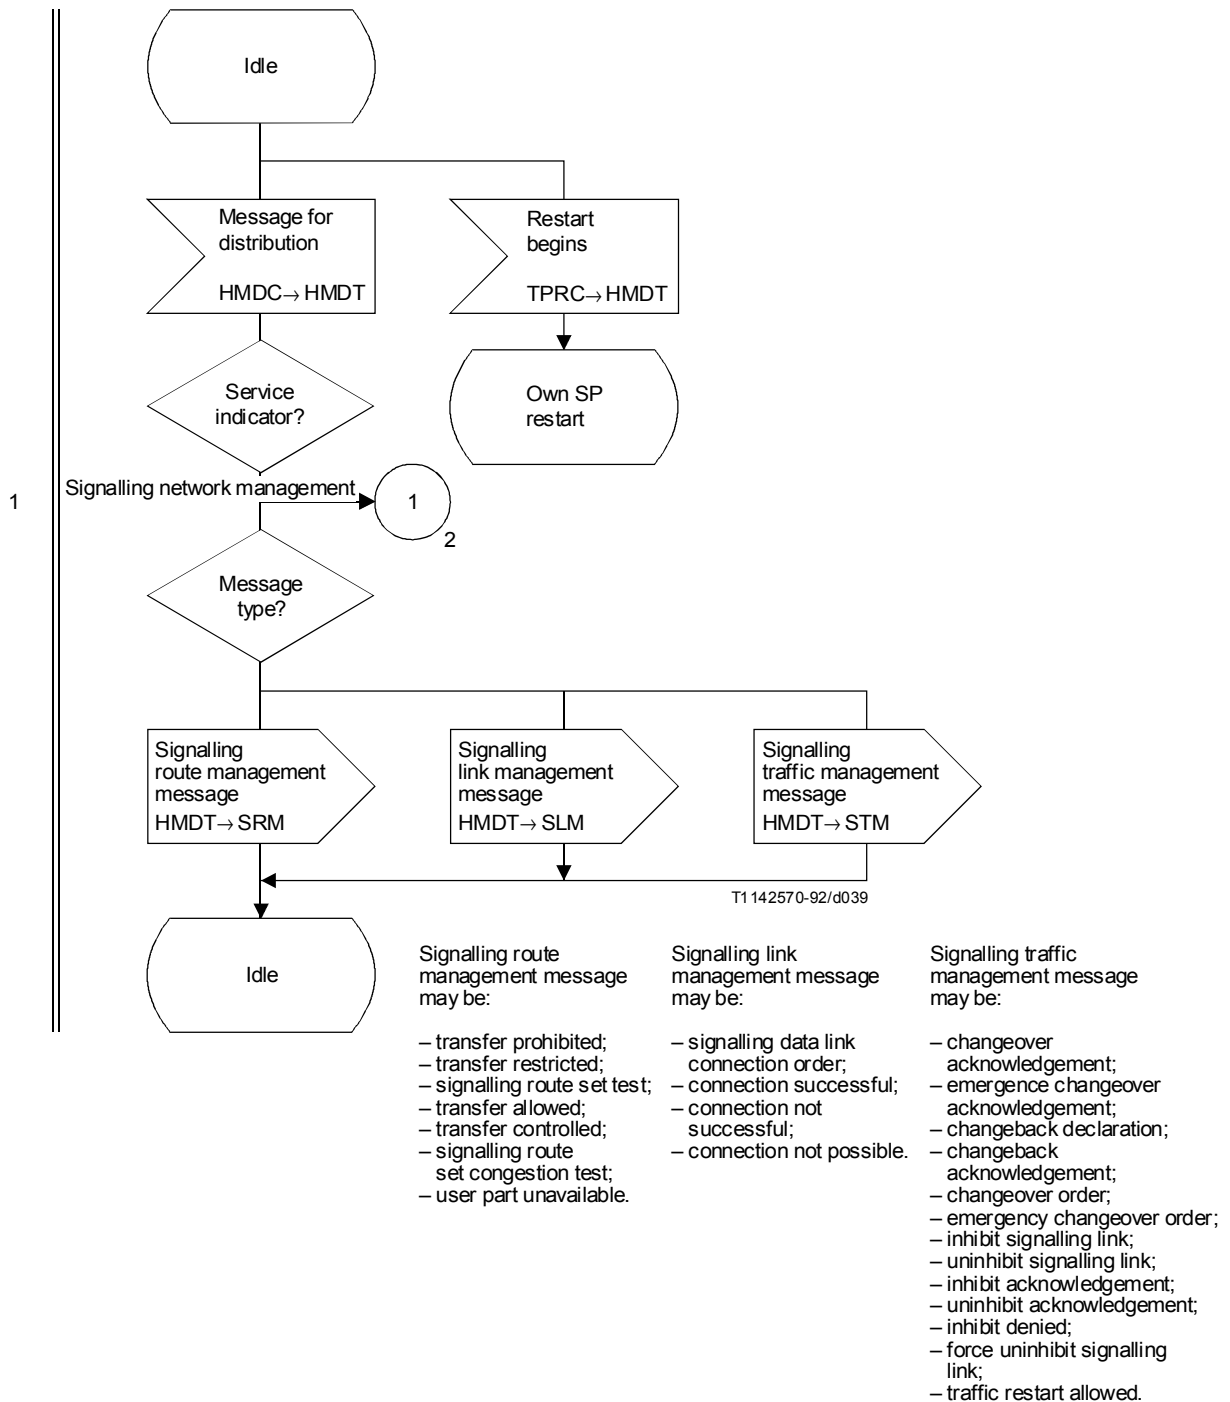 Idle
Message for
distribution
HMDC→HMDT
Restart
begins
TPRC→HMDT
Service
indicator?
Own SP
restart
1
Signalling network management
1
2
Message
type?
Signalling
route management
message
HMDT→SRM
Signalling
link management
message
HMDT→SLM
Signalling
traffic management
message
HMDT→STM
T1142570-92/d039
Idle
Signalling route
management message
may be:
– transfer prohibited;
– transfer restricted;
– signalling route set test;
– transfer allowed;
– transfer controlled;
– signalling route
set congestion test;
– user part unavailable.
Signalling link
management message
may be:
– signalling data link
connection order;
– connection successful;
– connection not
successful;
– connection not possible.
Signalling traffic
management message
may be:
– changeover
acknowledgement;
– emergence changeover
acknowledgement;
– changeback declaration;
– changeback
acknowledgement;
– changeover order;
– emergency changeover order;
– inhibit signalling link;
– uninhibit signalling link;
– inhibit acknowledgement;
– uninhibit acknowledgement;
– inhibit denied;
– force uninhibit signalling
link;
– traffic restart allowed.